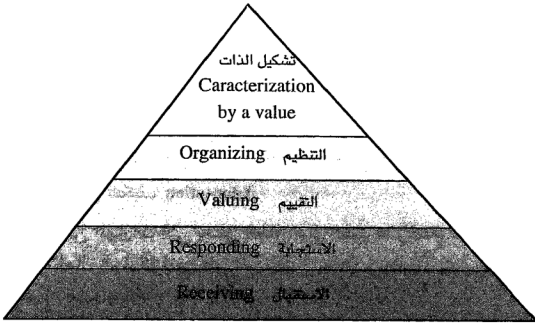 تشكيل الذات
Caracterization
by a value
Organizing التنظيم
Valuing التقييم
Responding الاستجابة
Receiving الاستقبال